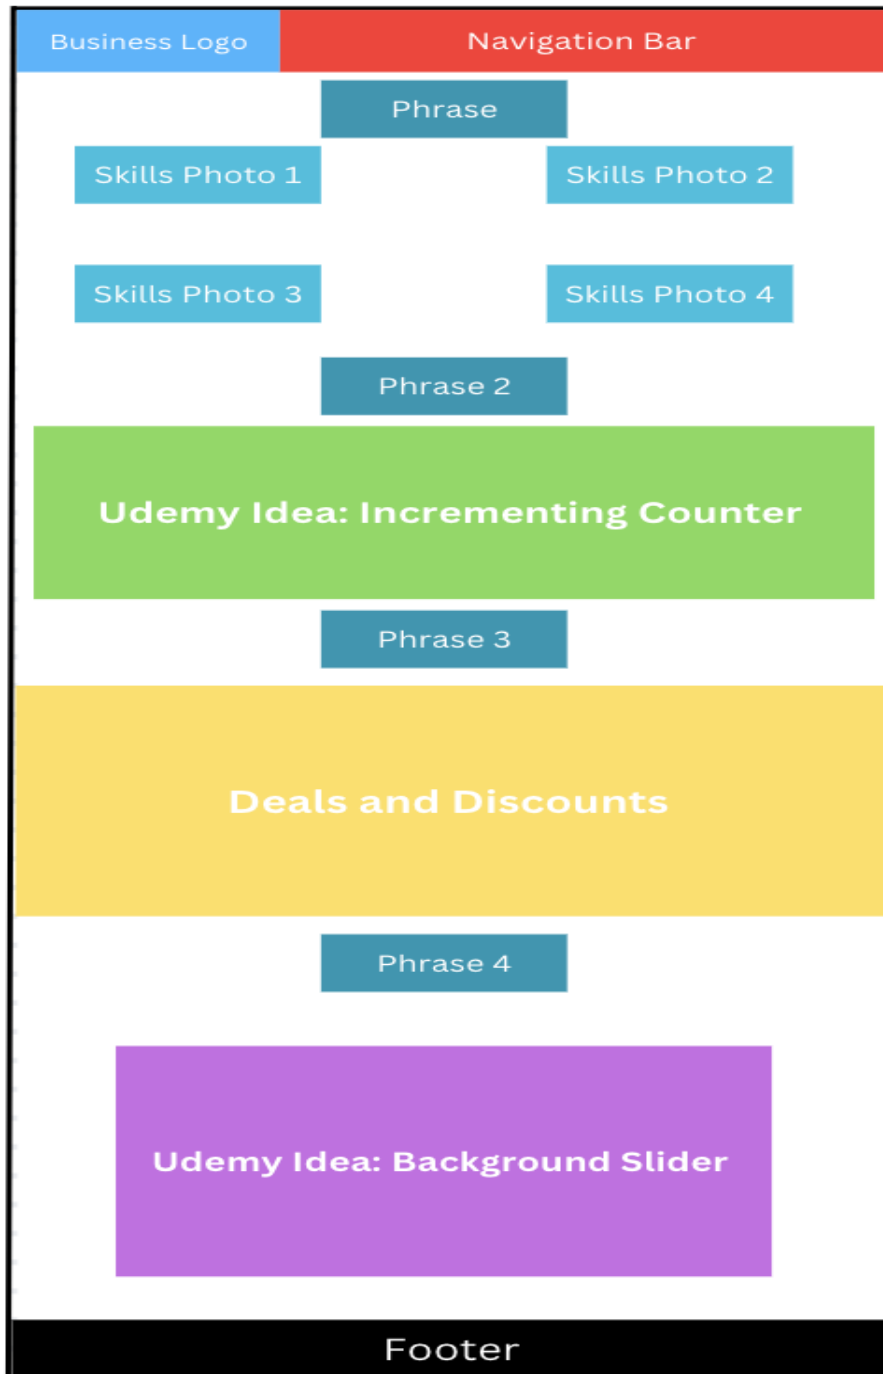 Business Logo
Navigation Bar
Phrase
Skills Photo 1
Skills Photo 2
Skills Photo 3
Skills Photo 4
Phrase 2
Udemy Idea: Incrementing Counter
Phrase 3
Deals and Discounts
Phrase 4
Udemy Idea: Background Slider
Footer